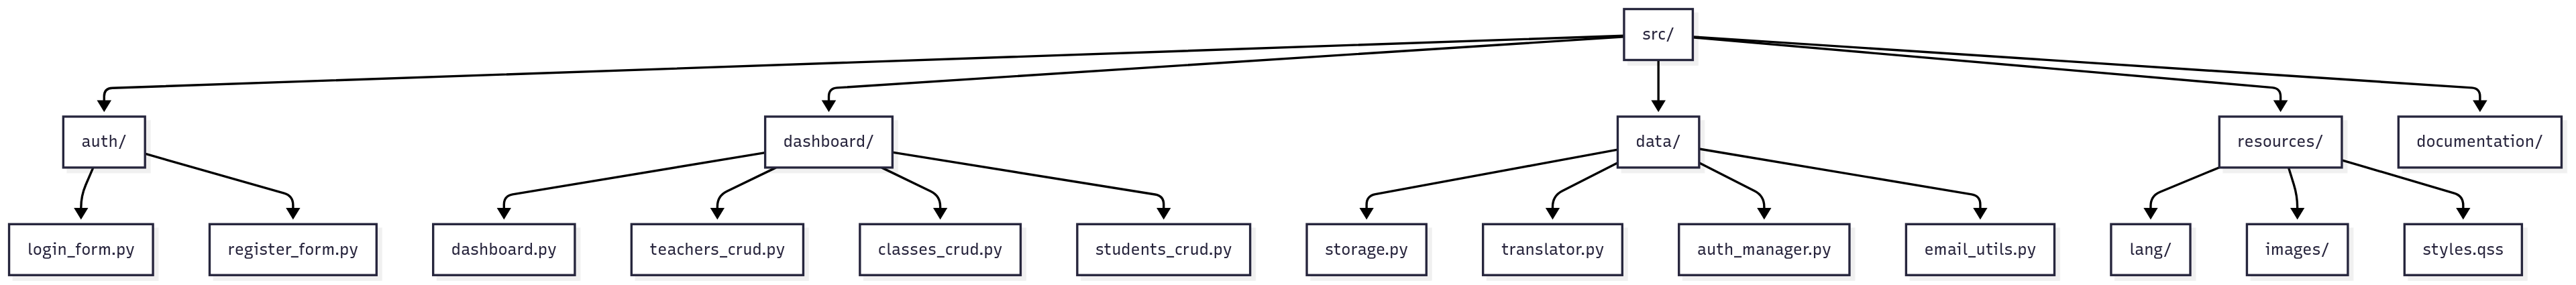 src/
auth/
dashboard/
data/
resources/
documentation/
login_form.py
register_form.py
dashboard.py
teachers_crud.py
classes_crud.py
students_crud.py
storage.py
translator.py
auth_manager.py
email_utils.py
lang/
images/
styles.qss